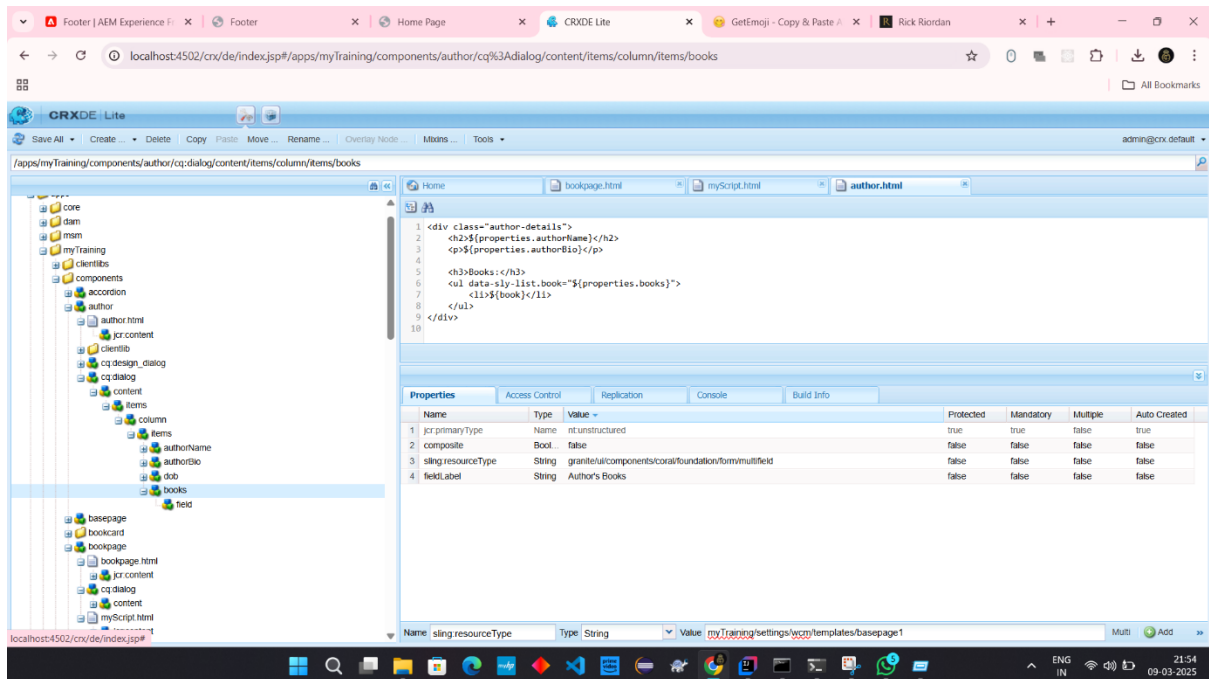 Footer | AEM Experience Fr
Footer
Home Page
CRXDE Lite
GetEmoji - Copy & Paste A
Rick Riordan
localhost:4502/crx/de/index.jsp#/apps/myTraining/components/author/cq%3Adialog/content/items/column/items/books
All Bookmarks
CRXDE | Lite
Save All Create ... Delete Copy Paste Move ... Rename ... Overlay Node ... Mixins ... Tools
admin@crx.default
/apps/myTraining/components/author/cq:dialog/content/items/column/items/books
core
dam
msm
myTraining
clientlibs
components
accordion
author
author.html
jcr:content
clientlib
cq:design_dialog
cq:dialog
content
items
column
items
authorName
authorBio
dob
books
field
basepage
bookcard
bookpage
bookpage.html
jcr:content
cq:dialog
content
myScript.html
localhost:4502/crx/de/index.jsp#
Home bookpage.html myScript.html author.html
1 <div class="author-details">
2 <h2>${properties.authorName}</h2>
3 <p>${properties.authorBio}</p>
4
5 <h3>Books:</h3>
6 <ul data-sly-list.book="${properties.books}">
7 <li>${book}</li>
8 </ul>
9 </div>
10
Properties Access Control Replication Console Build Info
Name Type Value Protected Mandatory Multiple Auto Created
1 jcr:primaryType Name nt:unstructured true true false true
2 composite Bool... false false false false false
3 sling:resourceType String granite/ui/components/coral/foundation/form/multifield false false false false
4 fieldLabel String Author's Books false false false false
Name sling:resourceType Type String Value myTraining/settings/wcm/templates/basepage1 Multi Add
ENG
IN
21:54
09-03-2025